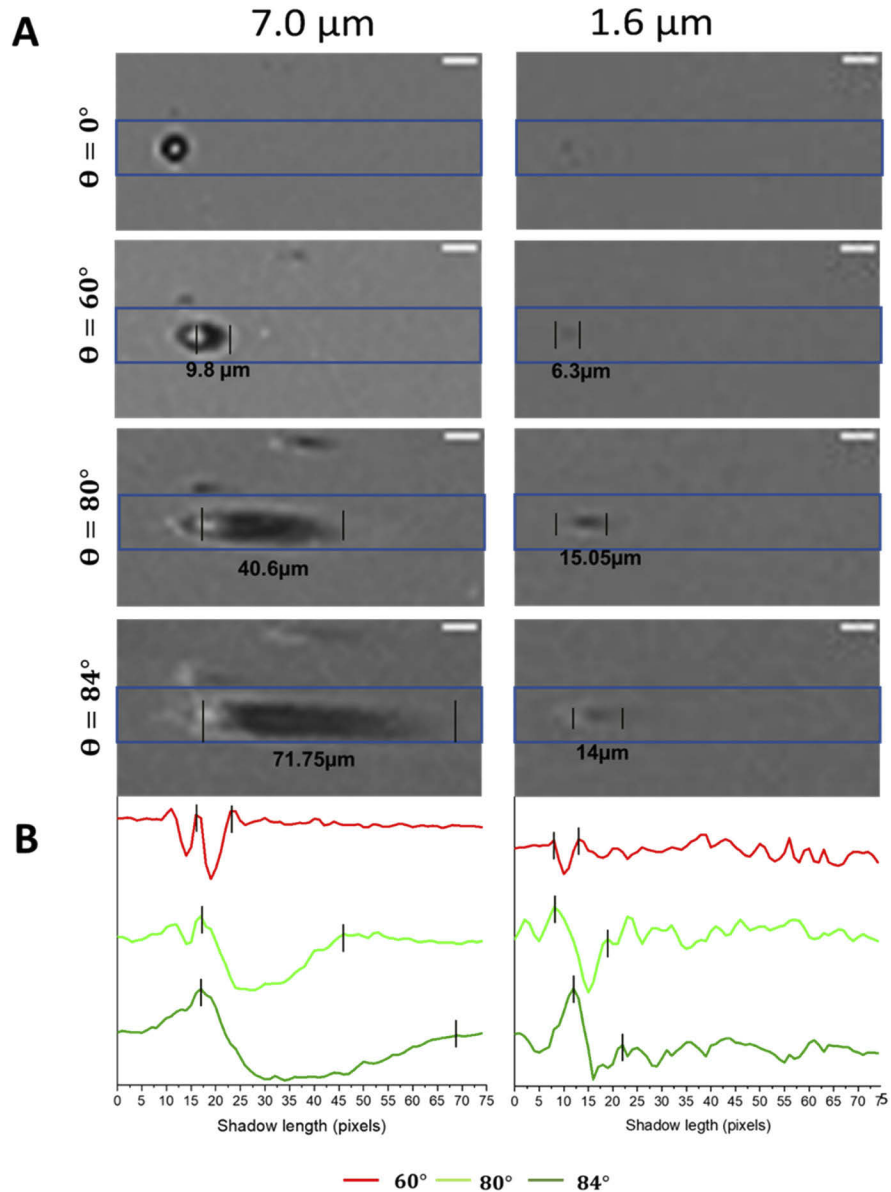 A
7.0 µm
1.6 µm
θ = 0°
θ = 60°
9.8 µm
6.3µm
θ = 80°
40.6µm
15.05µm
θ = 84°
71.75µm
14µm
B
0 5 10 15 20 25 30 35 40 45 50 55 60 65 70 75
0 5 10 15 20 25 30 35 40 45 50 55 60 65 70 75
Shadow length (pixels)
Shadow legth (pixels)
60° 80° 84°